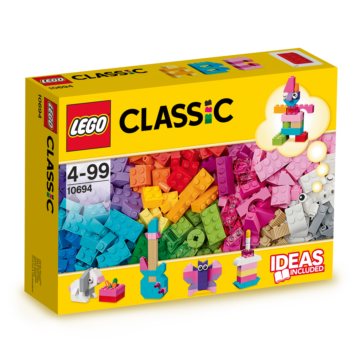 LEGO
CLASSIC
4-99
10694
IDEAS
INCLUDED
10694
LEGO
CLASSIC